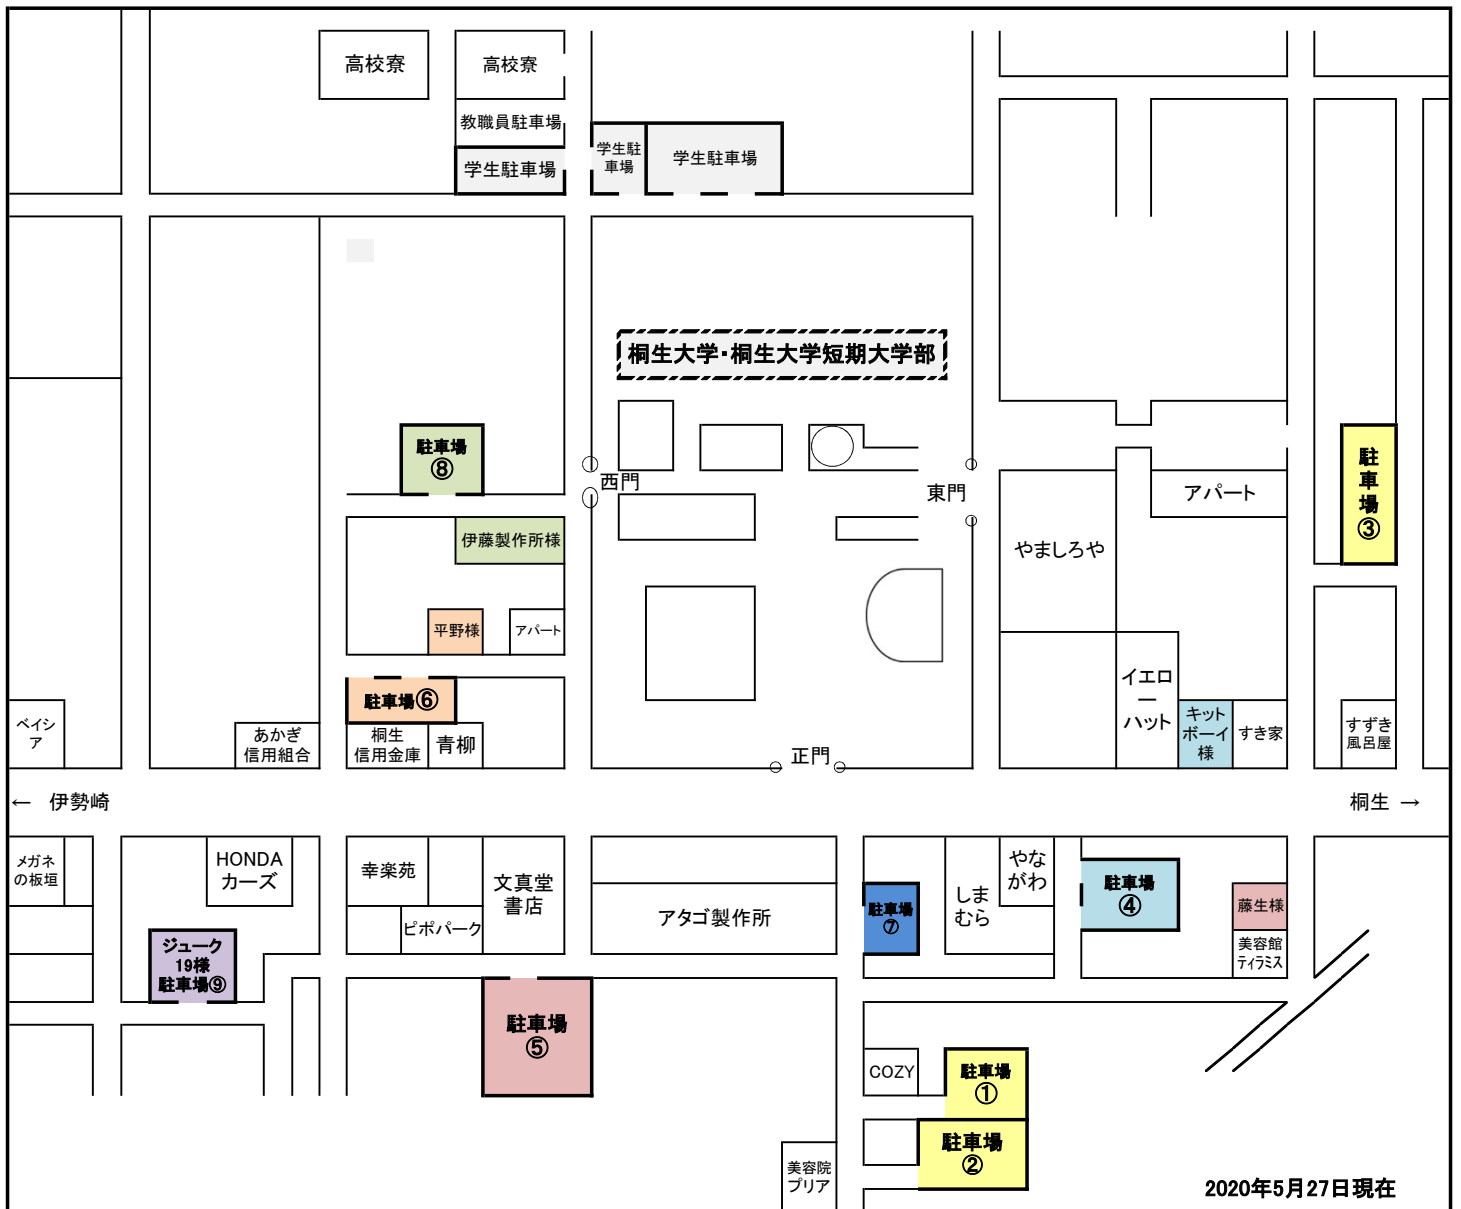 高校寮
高校寮
教職員駐車場
学生駐車場
学生駐
車場
学生駐車場
桐生大学・桐生大学短期大学部
駐車場
⑧
西門
東門
アパート
駐
車
場
③
伊藤製作所様
やましろや
平野様
アパート
駐車場⑥
イエロ
ー
ハット
ベイシ
ア
あかぎ
信用組合
桐生
信用金庫
青柳
正門
キット
ボーイ
様
すき家
すずき
風呂屋
← 伊勢崎
桐生 →
メガネ
の板垣
HONDA
カーズ
幸楽苑
文真堂
書店
ピポパーク
アタゴ製作所
駐車場
⑦
しま
むら
やな
がわ
駐車場
④
藤生様
美容館
ティラミス
ジューク
19様
駐車場⑨
駐車場
⑤
COZY
駐車場
①
駐車場
②
美容院
プリア
2020年5月27日現在